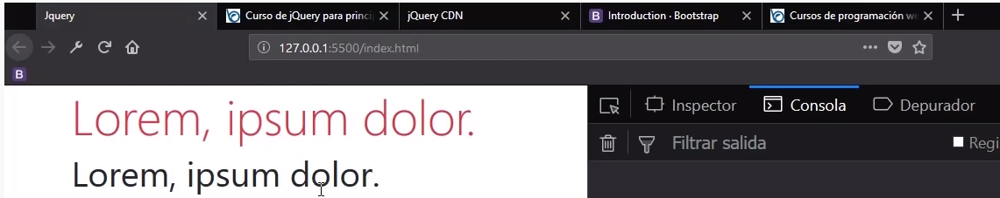 Jquery
Curso de jQuery para princi
jQuery CDN
Introduction · Bootstrap
Cursos de programación we
127.0.0.1:5500/index.html
B
Lorem, ipsum dolor.
Lorem, ipsum dolor.
Inspector
Consola
Depurador
Filtrar salida
Regi